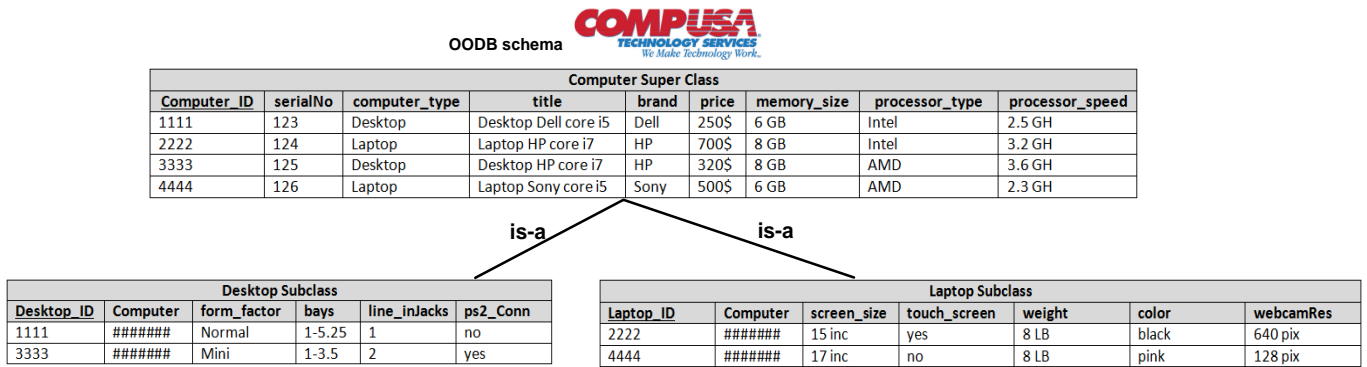 COMPUSA
TECHNOLOGY SERVICES
We Make Technology Work..
OODB schema
Computer Super Class
Computer_ID serialNo computer_type title brand price memory_size processor_type processor_speed
1111 123 Desktop Desktop Dell core i5 Dell 250$ 6 GB Intel 2.5 GH
2222 124 Laptop Laptop HP core i7 HP 700$ 8 GB Intel 3.2 GH
3333 125 Desktop Desktop HP core i7 HP 320$ 8 GB AMD 3.6 GH
4444 126 Laptop Laptop Sony core i5 Sony 500$ 6 GB AMD 2.3 GH
is-a is-a
Desktop Subclass
Desktop_ID Computer form_factor bays line_inJacks ps2_Conn
1111 ####### Normal 1-5.25 1 no
3333 ####### Mini 1-3.5 2 yes
Laptop Subclass
Laptop_ID Computer screen_size touch_screen weight color webcamRes
2222 ####### 15 inc yes 8 LB black 640 pix
4444 ####### 17 inc no 8 LB pink 128 pix